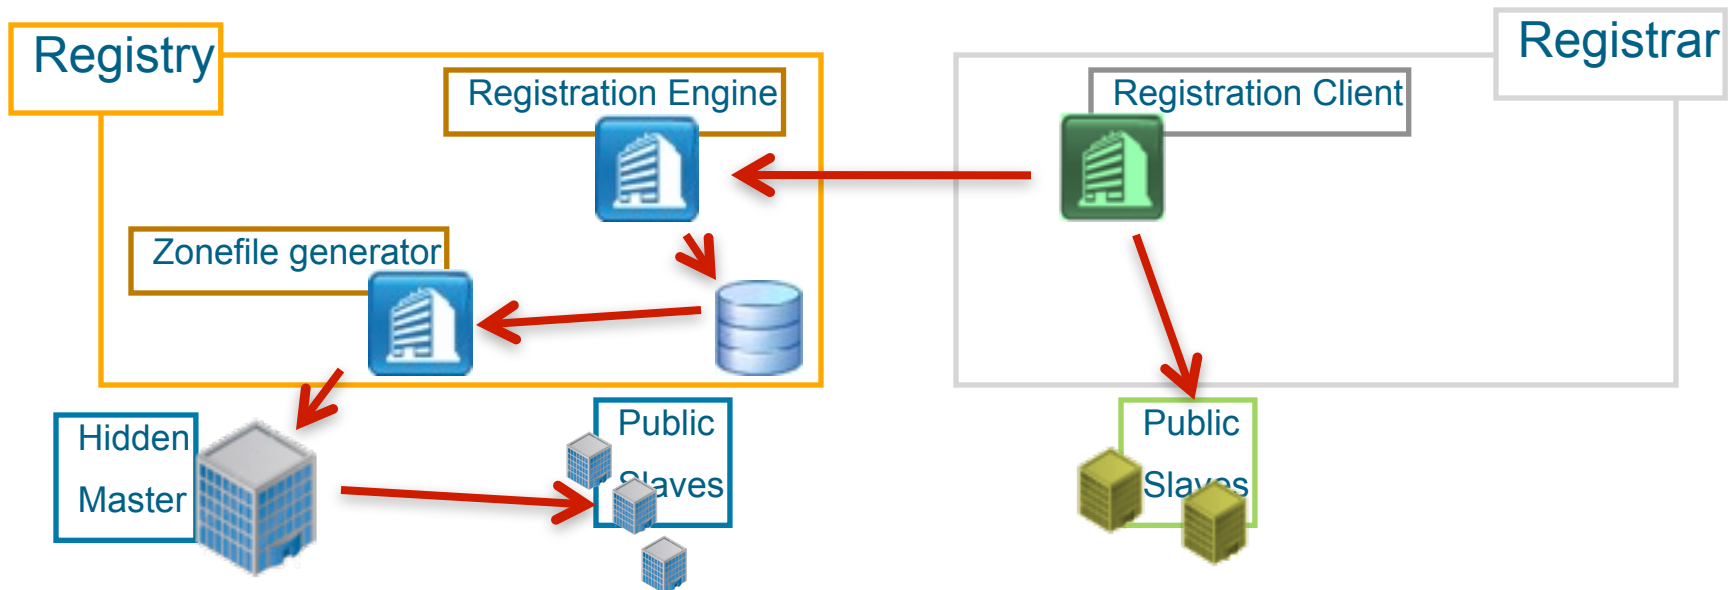 Registry
Registrar
Registration Engine
Registration Client
Zonefile generator
Hidden
Master
Public
Slaves
Public
Slaves